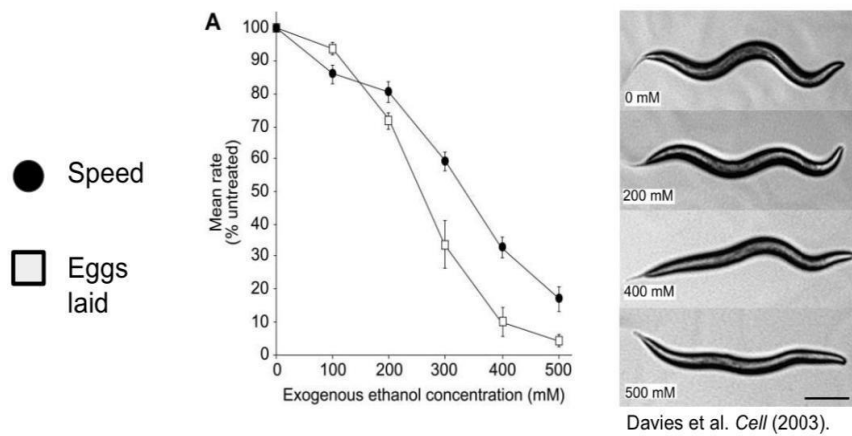 A
Speed
Eggs
laid
Mean rate
(% untreated)
100
90
80
70
60
50
40
30
20
10
0
0 100 200 300 400 500
Exogenous ethanol concentration (mM)
0 mM
200 mM
400 mM
500 mM
Davies et al. Cell (2003).